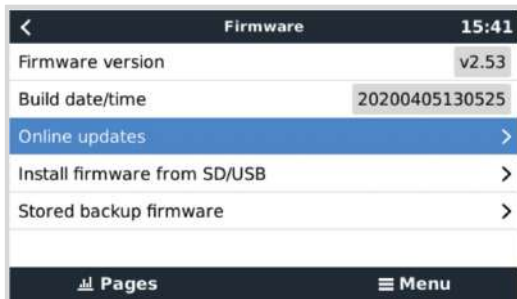 Firmware 15:41
Firmware version v2.53
Build date/time 20200405130525
Online updates
Install firmware from SD/USB
Stored backup firmware
Pages Menu